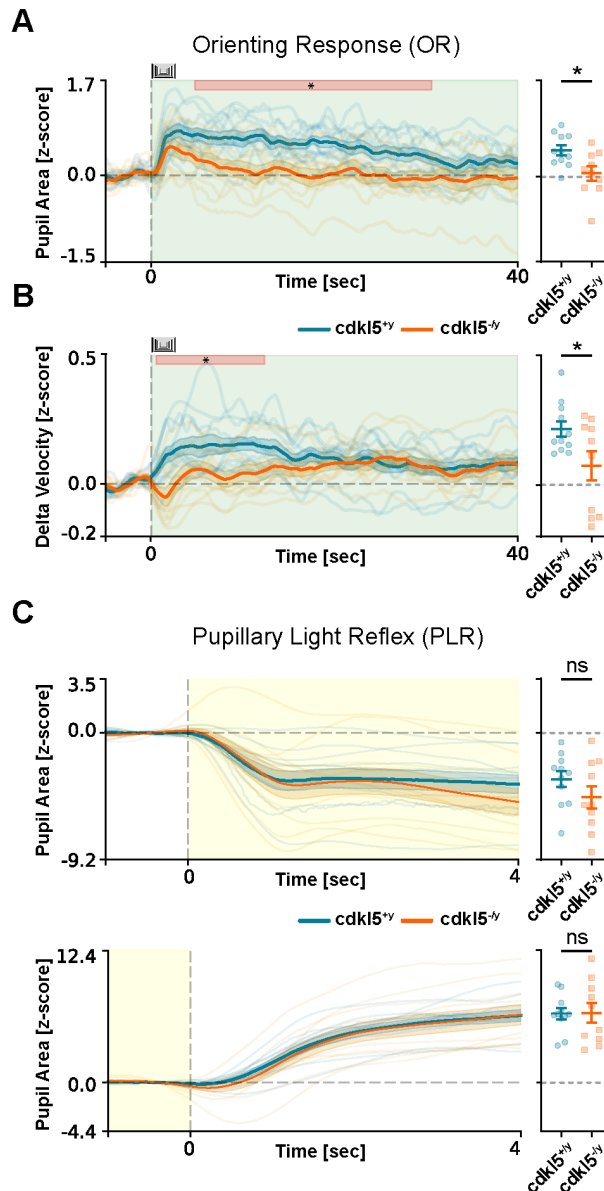 A
Orienting Response (OR)
1.7
0.0
-1.5
Pupil Area [z-score]
*
*
0
40
Time [sec]
cdkl5+/y
cdkl5-/y
B
cdkl5+y cdkl5-/y
0.5
0.0
-0.2
Delta Velocity [z-score]
*
*
0
40
Time [sec]
cdkl5+/y
cdkl5-/y
C
Pupillary Light Reflex (PLR)
3.5
0.0
-9.2
Pupil Area [z-score]
ns
0
4
Time [sec]
cdkl5+/y
cdkl5-/y
cdkl5+y cdkl5-/y
12.4
0.0
-4.4
Pupil Area [z-score]
ns
0
4
Time [sec]
cdkl5+/y
cdkl5-/y